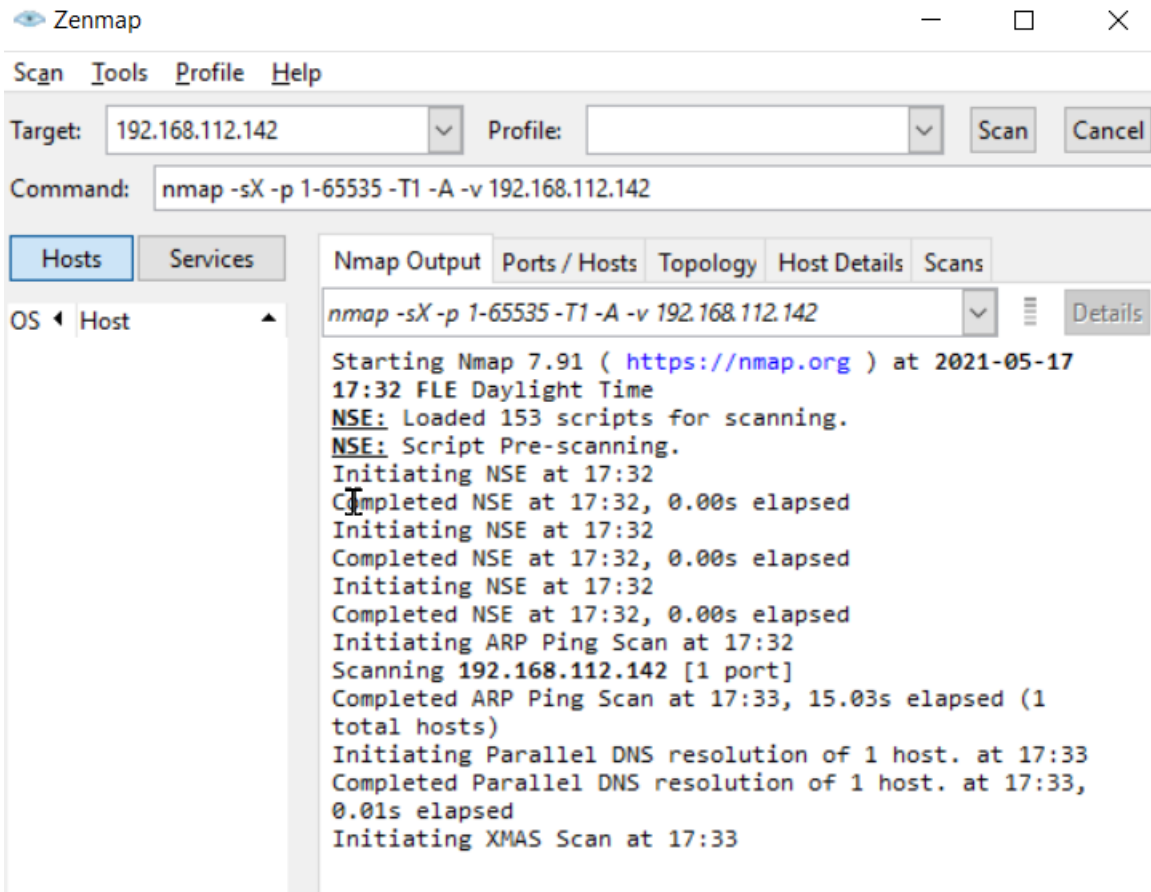 Zenmap
Scan Tools Profile Help
Target: 192.168.112.142 Profile: Scan Cancel
Command: nmap -sX -p 1-65535 -T1 -A -v 192.168.112.142
Hosts Services Nmap Output Ports / Hosts Topology Host Details Scans
OS Host nmap -sX -p 1-65535 -T1 -A -v 192.168.112.142 Details
Starting Nmap 7.91 ( https://nmap.org ) at 2021-05-17
17:32 FLE Daylight Time
NSE: Loaded 153 scripts for scanning.
NSE: Script Pre-scanning.
Initiating NSE at 17:32
Completed NSE at 17:32, 0.00s elapsed
Initiating NSE at 17:32
Completed NSE at 17:32, 0.00s elapsed
Initiating NSE at 17:32
Completed NSE at 17:32, 0.00s elapsed
Initiating ARP Ping Scan at 17:32
Scanning 192.168.112.142 [1 port]
Completed ARP Ping Scan at 17:33, 15.03s elapsed (1
total hosts)
Initiating Parallel DNS resolution of 1 host. at 17:33
Completed Parallel DNS resolution of 1 host. at 17:33,
0.01s elapsed
Initiating XMAS Scan at 17:33